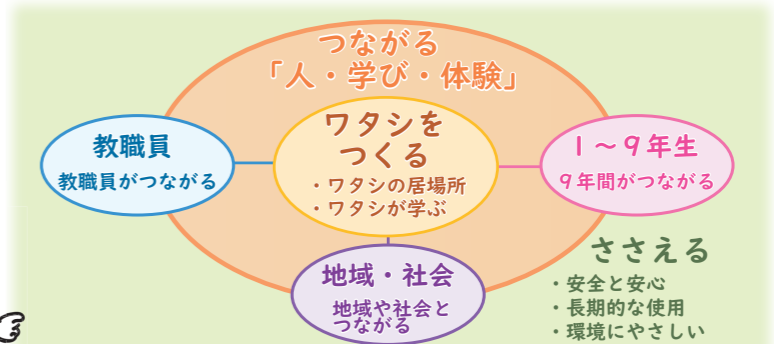 つながる
「人・学び・体験」
ワタシを
つくる
・ワタシの居場所
・ワタシが学ぶ
教職員
教職員がつながる
1～9年生
9年間がつながる
地域・社会
地域や社会と
つながる
ささえる
・安全と安心
・長期的な使用
・環境にやさしい